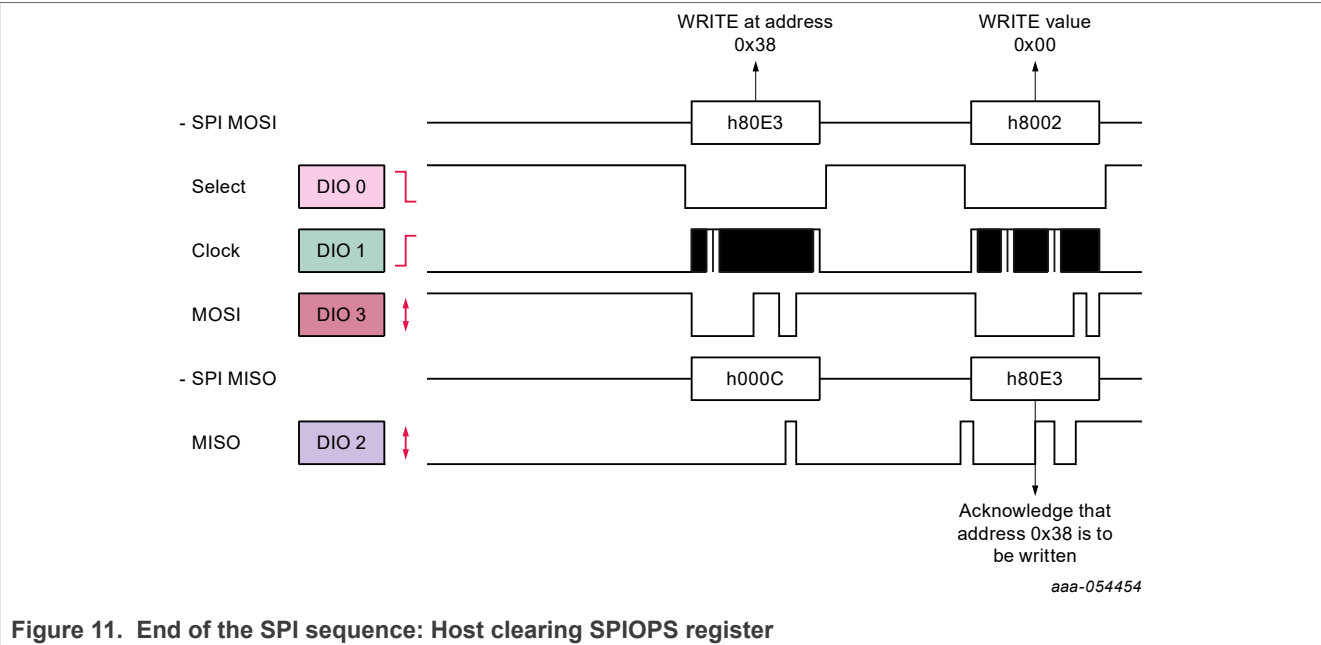 WRITE at address
0x38
WRITE value
0x00
- SPI MOSI
h80E3
h8002
Select
DIO 0
Clock
DIO 1
MOSI
DIO 3
- SPI MISO
h000C
h80E3
MISO
DIO 2
Acknowledge that
address 0x38 is to
be written
aaa-054454
Figure 11. End of the SPI sequence: Host clearing SPIOPS register